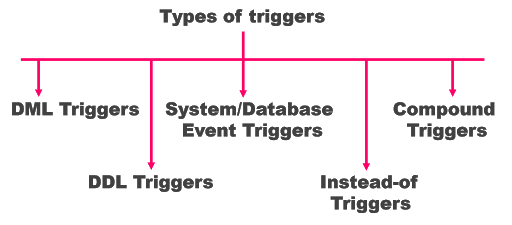 Types of triggers
DML Triggers
System/Database
Event Triggers
Compound
Triggers
DDL Triggers
Instead-of
Triggers